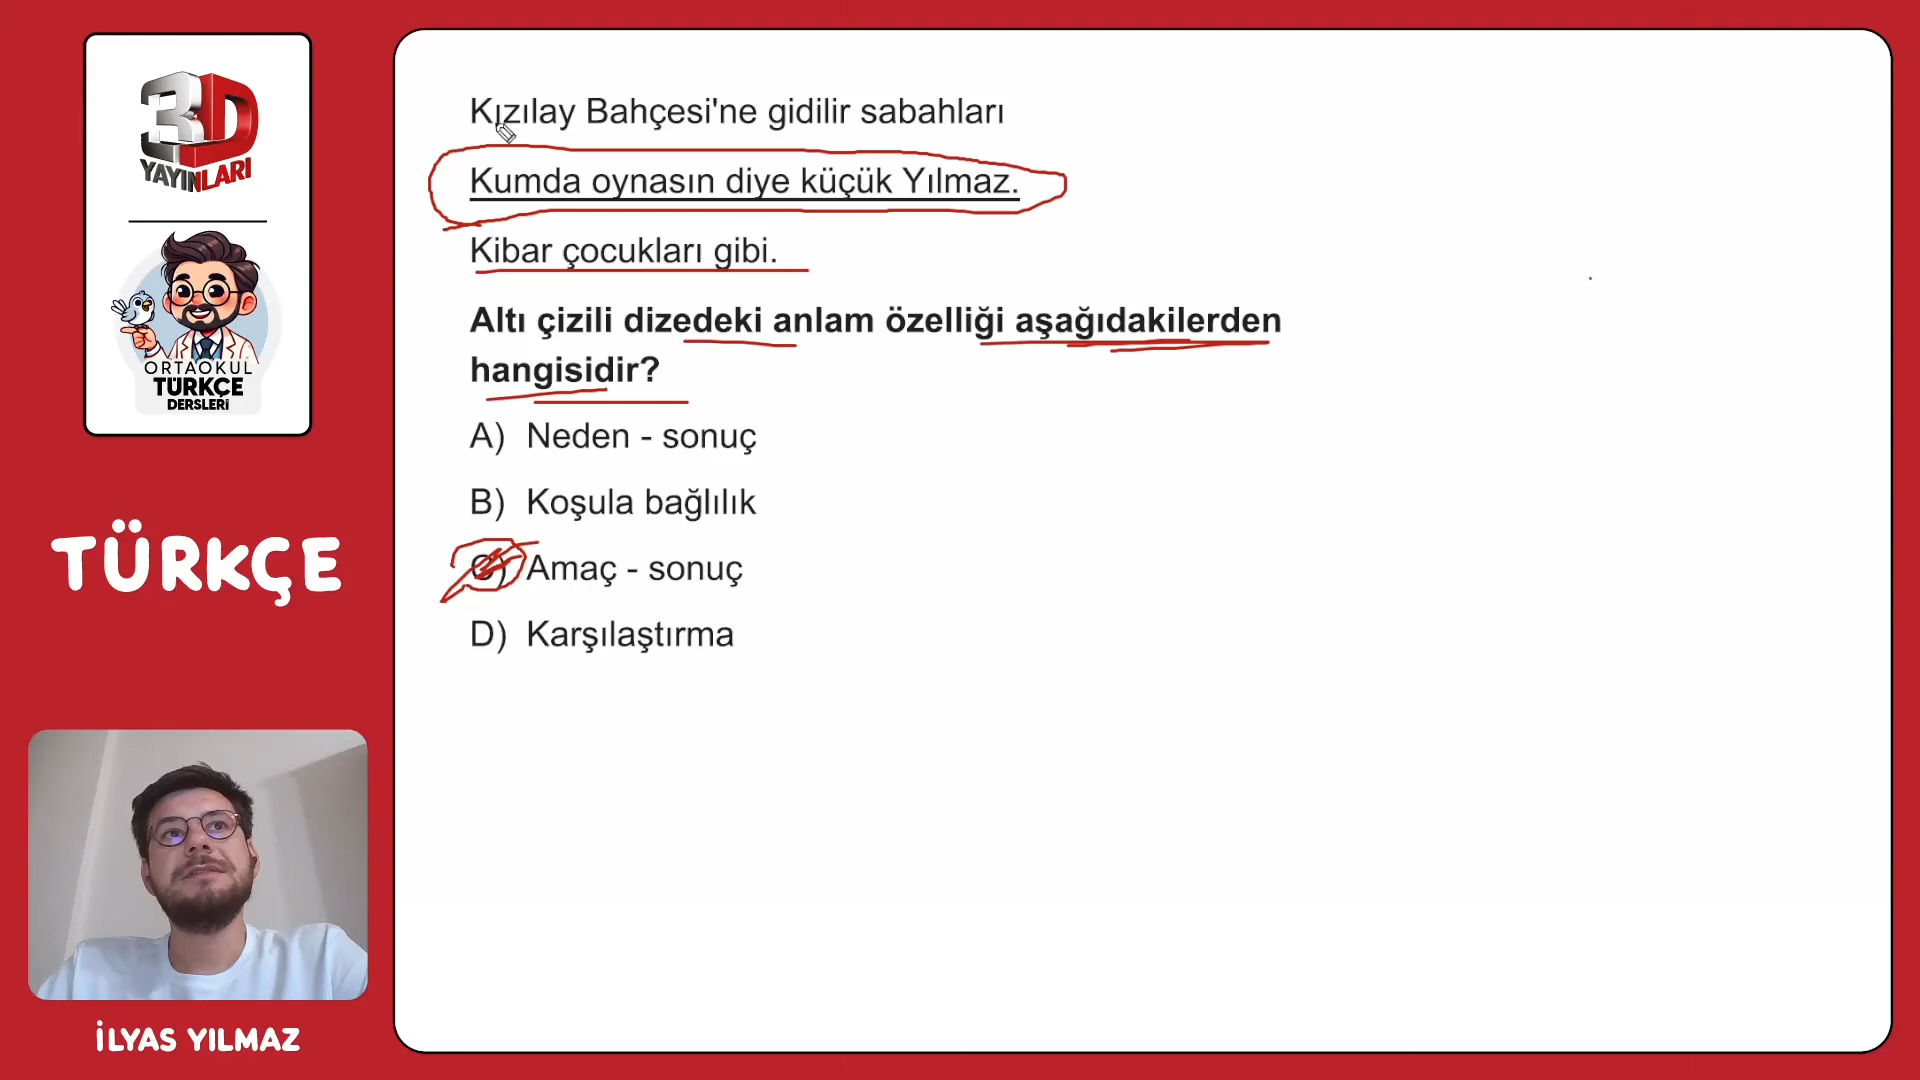 3D
YAYINLARI
ORTAOKUL
TÜRKÇE
DERSLERİ
TÜRKÇE
İLYAS YILMAZ
Kızılay Bahçesi'ne gidilir sabahları
Kumda oynasın diye küçük Yılmaz.
Kibar çocukları gibi.
Altı çizili dizedeki anlam özelliği aşağıdakilerden
hangisidir?
A) Neden - sonuç
B) Koşula bağlılık
C) Amaç - sonuç
D) Karşılaştırma